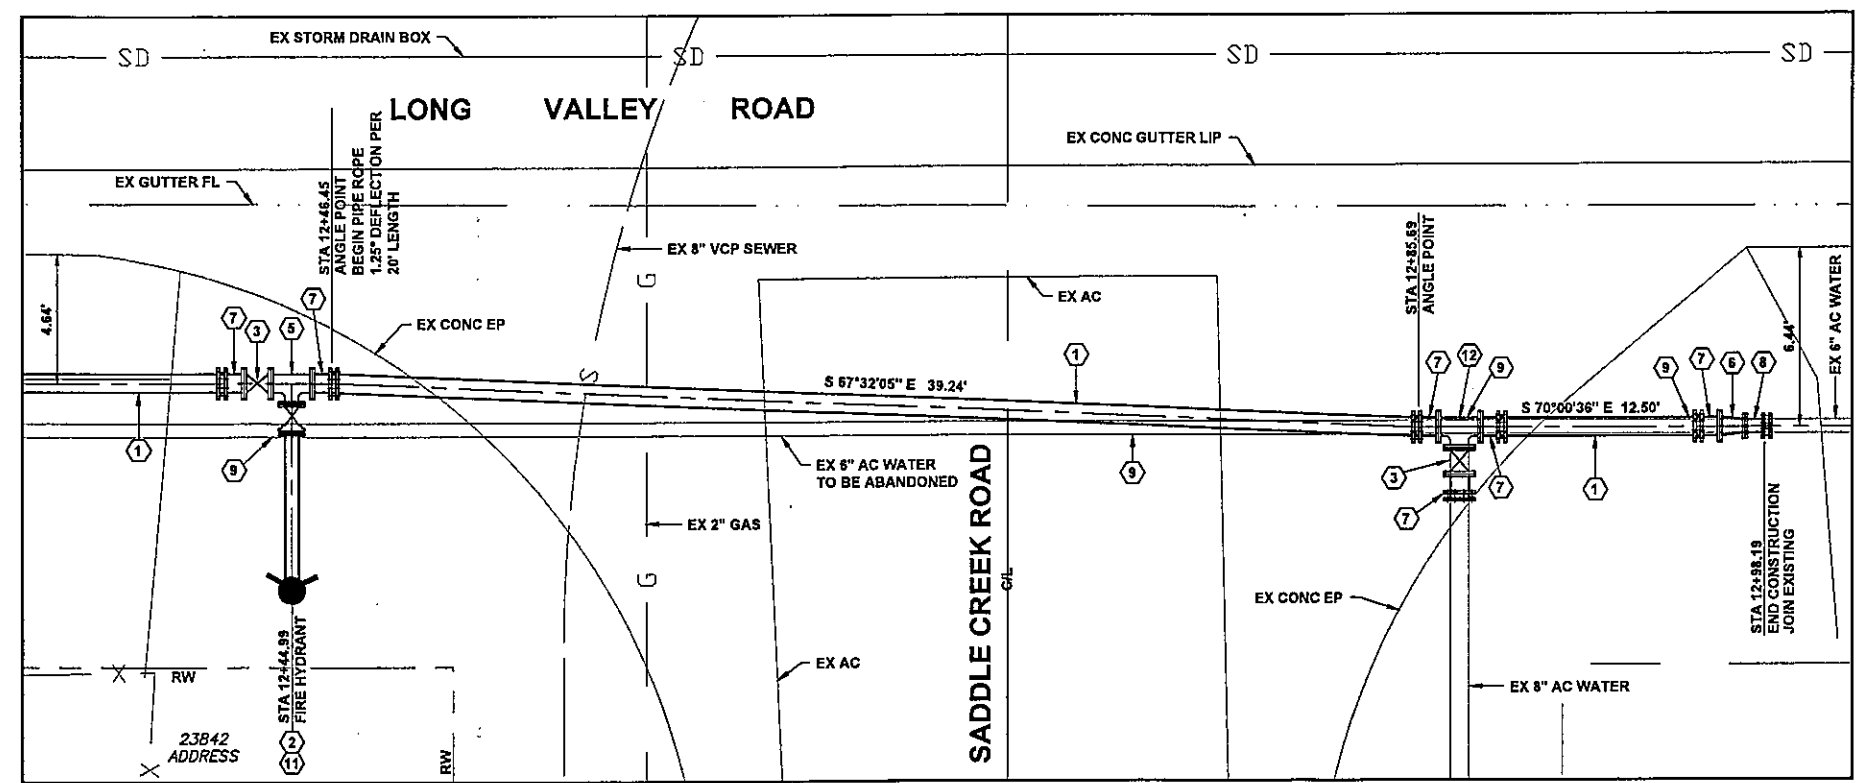 EX STORM DRAIN BOX
SD SD SD SD
LONG VALLEY ROAD
EX CONC GUTTER LIP
EX GUTTER FL
STA 12+46.45
ANGLE POINT
BEGIN PIPE ROPE
1.25° DEFLECTION PER
20' LENGTH
EX 8" VCP SEWER
G
EX AC
STA 12+85.69
ANGLE POINT
4.64'
6.44'
EX 6" AC WATER
7
3
5
7
EX CONC EP
S
1
S 67°32'05" E 39.24'
7
12
9
S 70°00'36" E 12.50'
9
7
6
8
1
9
EX 6" AC WATER
TO BE ABANDONED
9
3
7
7
1
EX 2" GAS
G
SADDLE CREEK ROAD
C/L
EX CONC EP
STA 12+98.19
END CONSTRUCTION
JOIN EXISTING
EX AC
EX 8" AC WATER
X
RW
STA 12+44.99
FIRE HYDRANT
2
11
23842
ADDRESS
X
RW